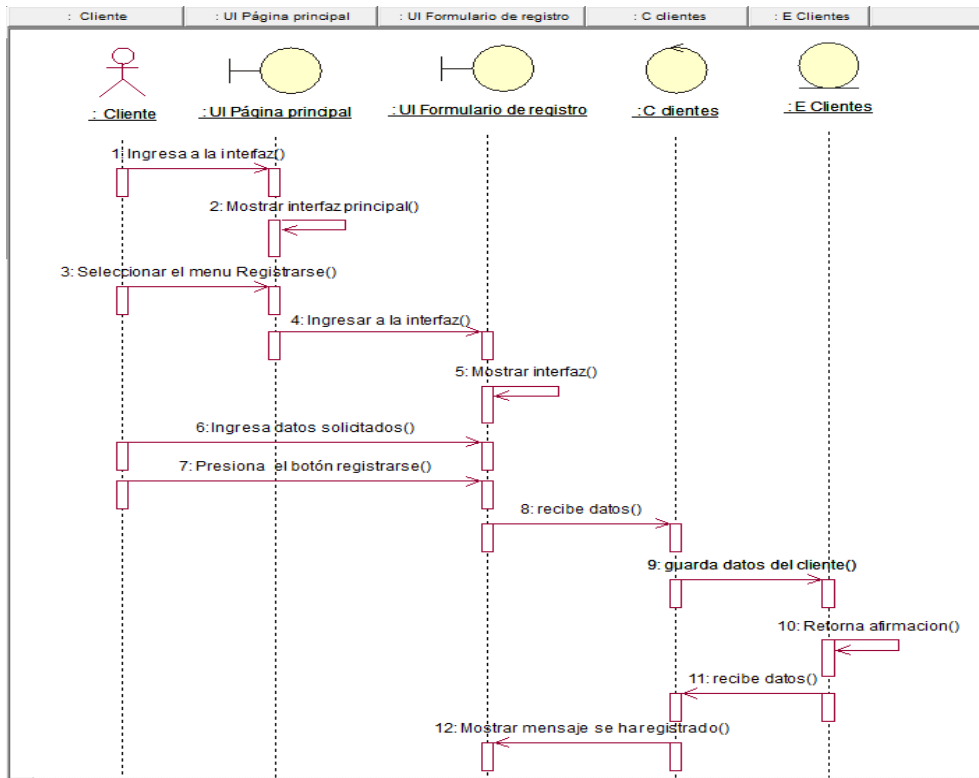 : Cliente
: UI Página principal
: UI Formulario de registro
: C clientes
: E Clientes
: Cliente
: UI Página principal
: UI Formulario de registro
: C clientes
: E Clientes
1: Ingresa a la interfaz()
2: Mostrar interfaz principal()
3: Seleccionar el menu Registrarse()
4: Ingresar a la interfaz()
5: Mostrar interfaz()
6: Ingresa datos solicitados()
7: Presiona el botón registrarse()
8: recibe datos()
9: guarda datos del cliente()
10: Retorna afirmacion()
11: recibe datos()
12: Mostrar mensaje se ha registrado()